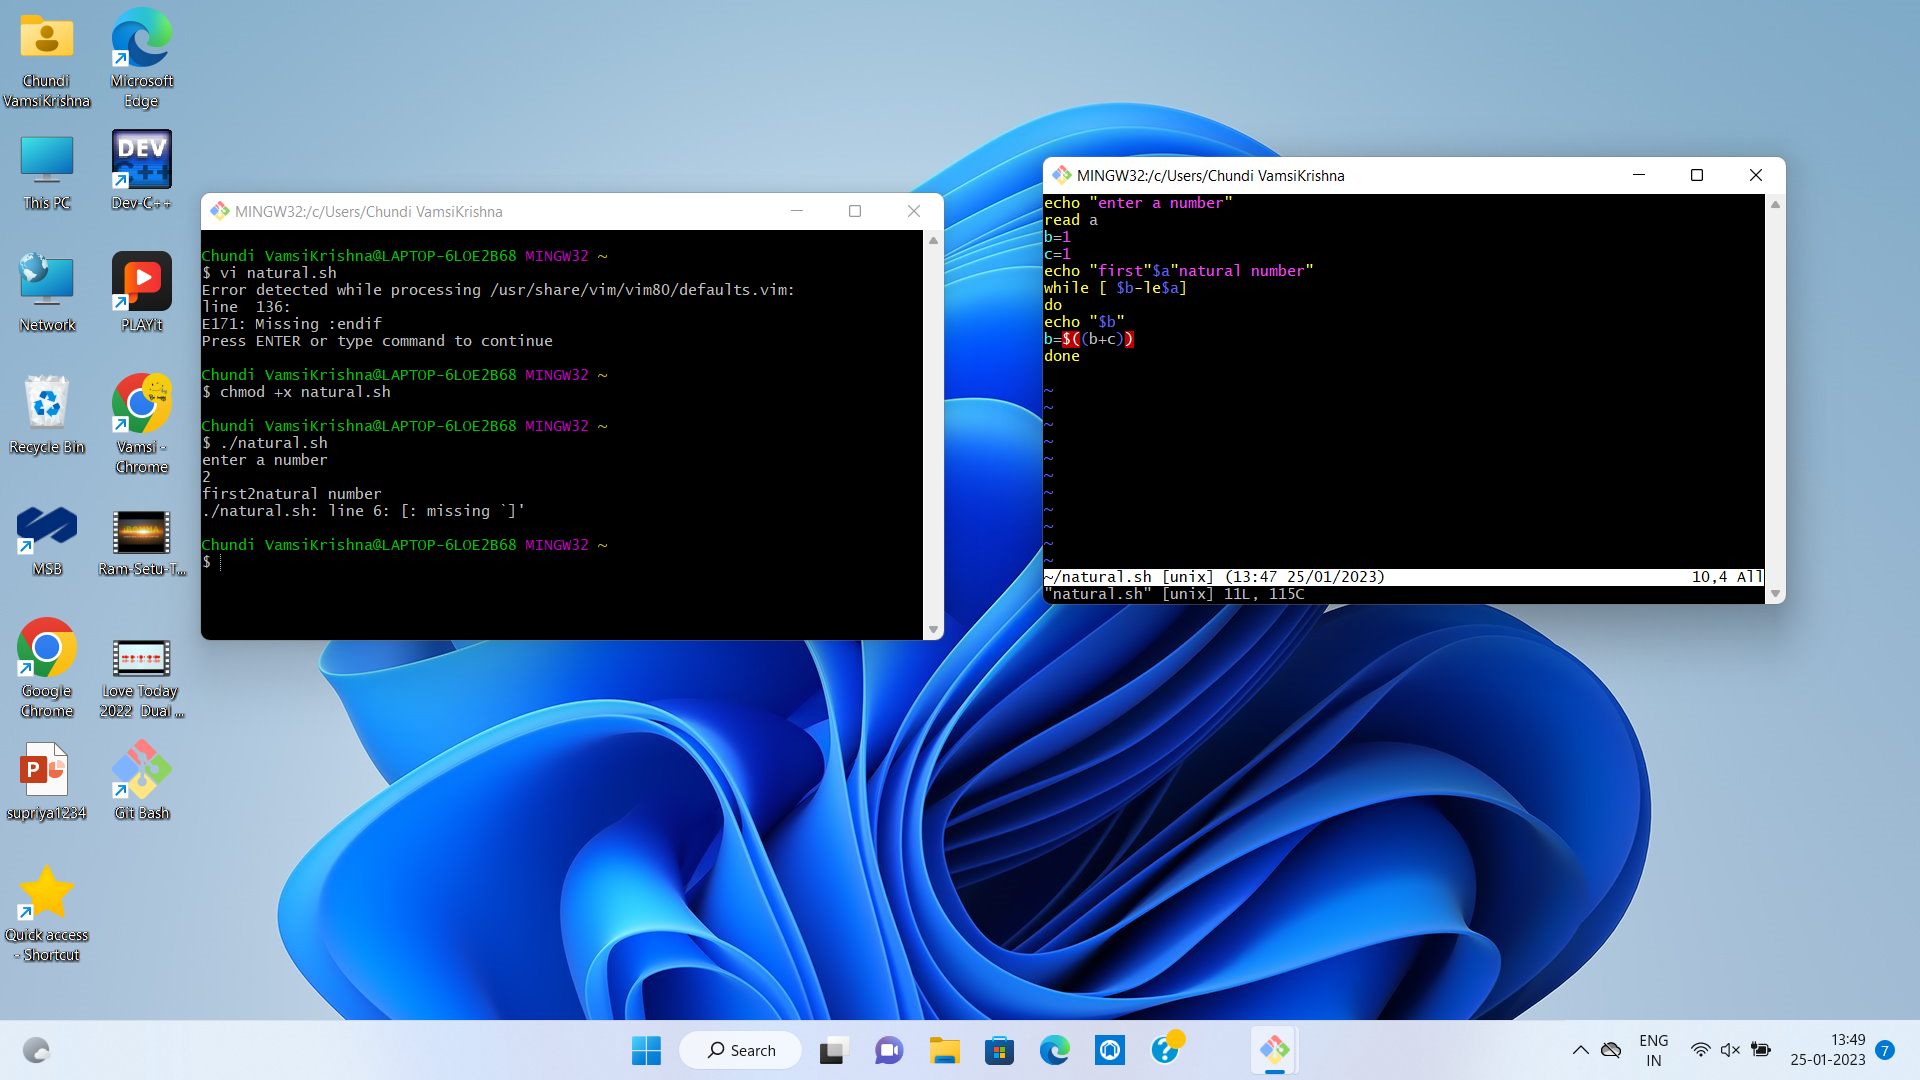 Chundi
VamsiKrishna
Microsoft
Edge
This PC
DEV
C++
Dev-C++
Network
PLAYit
Recycle Bin
Vamsi -
Chrome
MSB
Ram-Setu-T...
Google
Chrome
Love Today
2022 Dual ...
P
supriya1234
Git Bash
Quick access
- Shortcut
MINGW32:/c/Users/Chundi VamsiKrishna
Chundi VamsiKrishna@LAPTOP-6LOE2B68 MINGW32 ~
$ vi natural.sh
Error detected while processing /usr/share/vim/vim80/defaults.vim:
line  136:
E171: Missing :endif
Press ENTER or type command to continue
Chundi VamsiKrishna@LAPTOP-6LOE2B68 MINGW32 ~
$ chmod +x natural.sh
Chundi VamsiKrishna@LAPTOP-6LOE2B68 MINGW32 ~
$ ./natural.sh
enter a number
2
first2natural number
./natural.sh: line 6: [: missing `]'
Chundi VamsiKrishna@LAPTOP-6LOE2B68 MINGW32 ~
$
MINGW32:/c/Users/Chundi VamsiKrishna
echo "enter a number"
read a
b=1
c=1
echo "first"$a"natural number"
while [ $b-le$a]
do
echo "$b"
b=$((b+c))
done
~
~
~
~
~
~
~
~
~
~
~
~/natural.sh [unix] (13:47 25/01/2023) 10,4 All
"natural.sh" [unix] 11L, 115C
Search
?
ENG
IN
13:49
25-01-2023
7